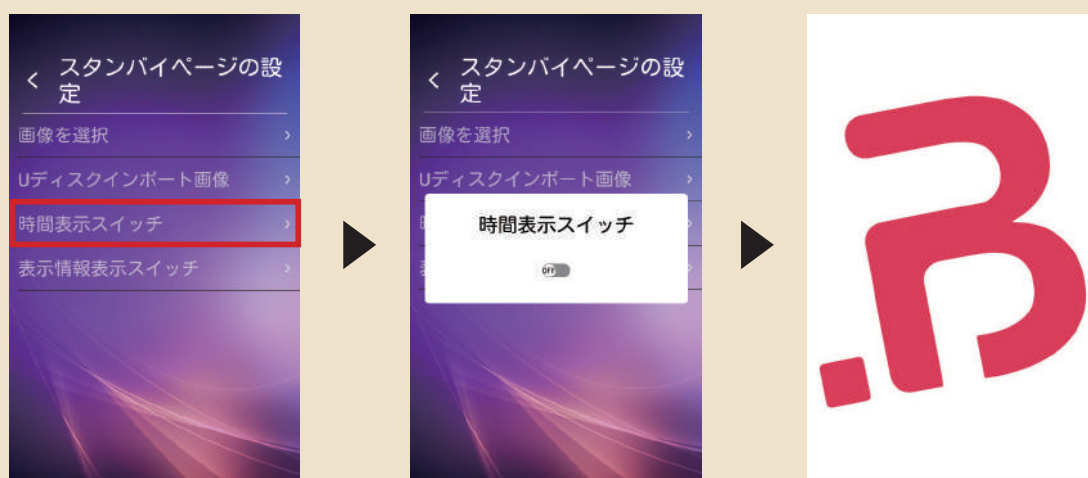 スタンバイページの設
定
画像を選択
Uディスクインポート画像
時間表示スイッチ
表示情報表示スイッチ
スタンバイページの設
定
画像を選択
Uディスクインポート画像
時間表示スイッチ
OFF
.B